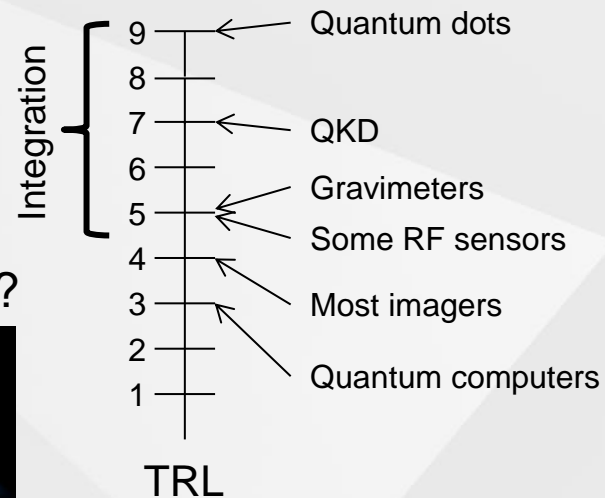 Integration
9
8
7
6
5
4
3
2
1
Quantum dots
QKD
Gravimeters
Some RF sensors
Most imagers
Quantum computers
?
TRL